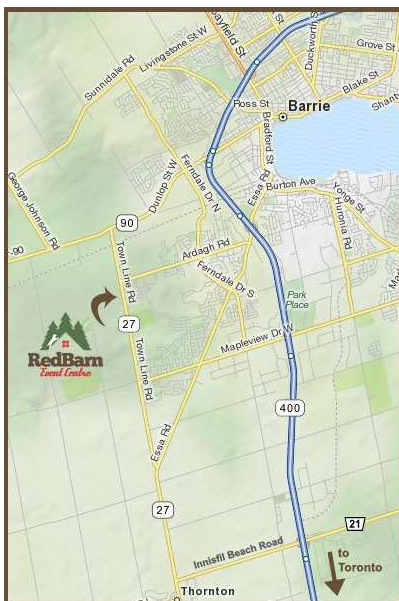 Bayfield St
St
Duckworth St
Livingstone St W
Grove St
Sunnidale Rd
Blake St
Ross St
Barrie
Shanty
Bradford St
Dunlop St W
Ferndale Dr N
Essa Rd
Burton Ave
Yonge St
Huronia Rd
George Johnson Rd
90
90
Town Line Rd
Ardagh Rd
Ferndale Dr S
Park
Place
27
RedBarn
Event Centre
Town Line Rd
Mapleview Dr W
400
Essa Rd
27
21
Innisfil Beach Road
to
Toronto
Thornton